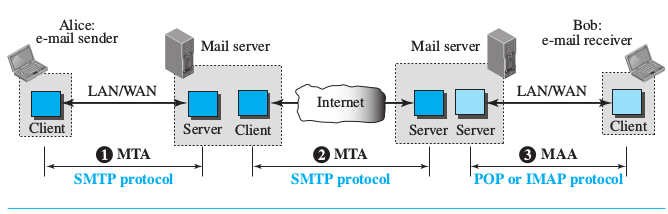 Alice:
e-mail sender
Bob:
e-mail receiver
Mail server
Mail server
LAN/WAN
Internet
LAN/WAN
Client
Server
Client
Server
Server
Client
1 MTA
2 MTA
3 MAA
SMTP protocol
SMTP protocol
POP or IMAP protocol